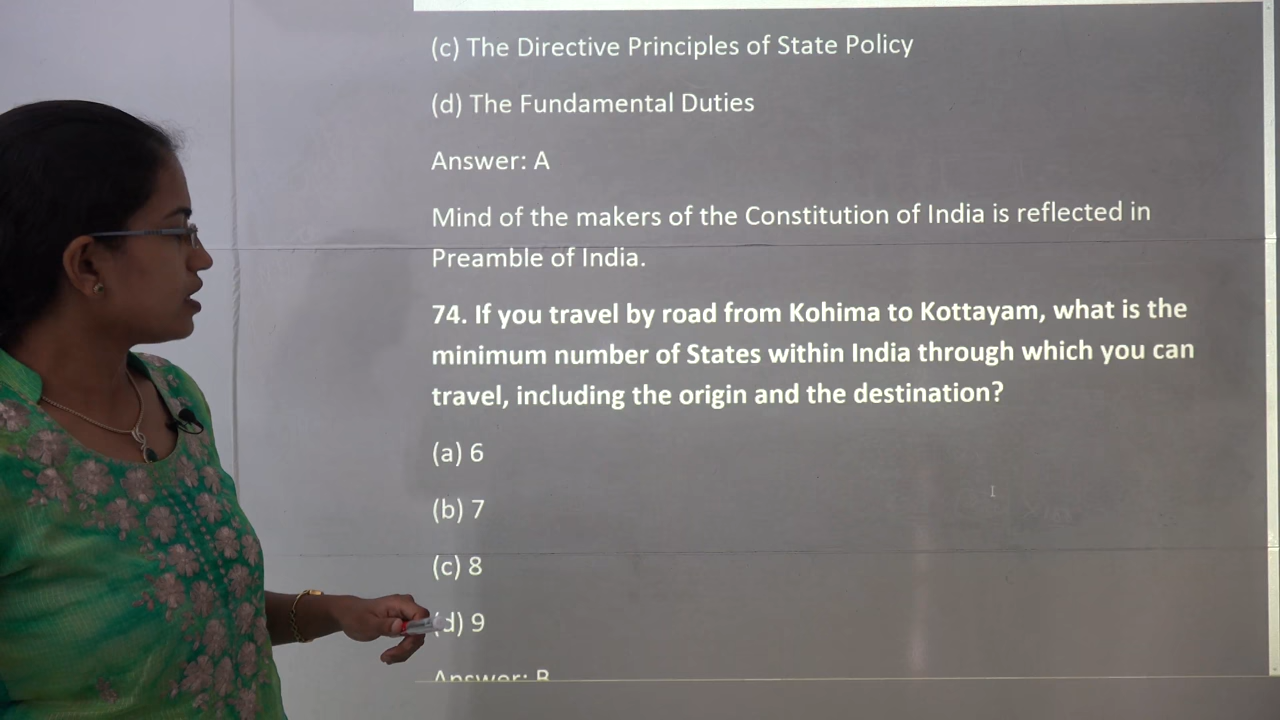 (c) The Directive Principles of State Policy
(d) The Fundamental Duties
Answer: A
Mind of the makers of the Constitution of India is reflected in
Preamble of India.
74. If you travel by road from Kohima to Kottayam, what is the
minimum number of States within India through which you can
travel, including the origin and the destination?
(a) 6
(b) 7
(c) 8
(d) 9
Answer: B